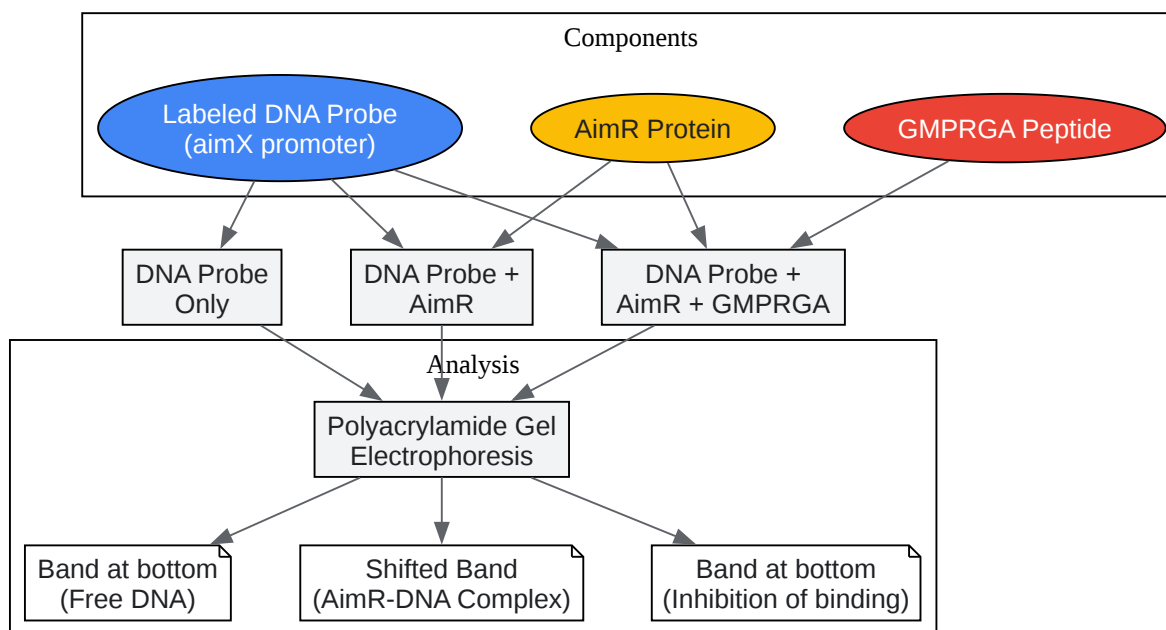 Components
Labeled DNA Probe
(aimX promoter)
AimR Protein
GMPRGA Peptide
DNA Probe
Only
DNA Probe +
AimR
DNA Probe +
AimR + GMPRGA
Analysis
Polyacrylamide Gel
Electrophoresis
Band at bottom
(Free DNA)
Shifted Band
(AimR-DNA Complex)
Band at bottom
(Inhibition of binding)